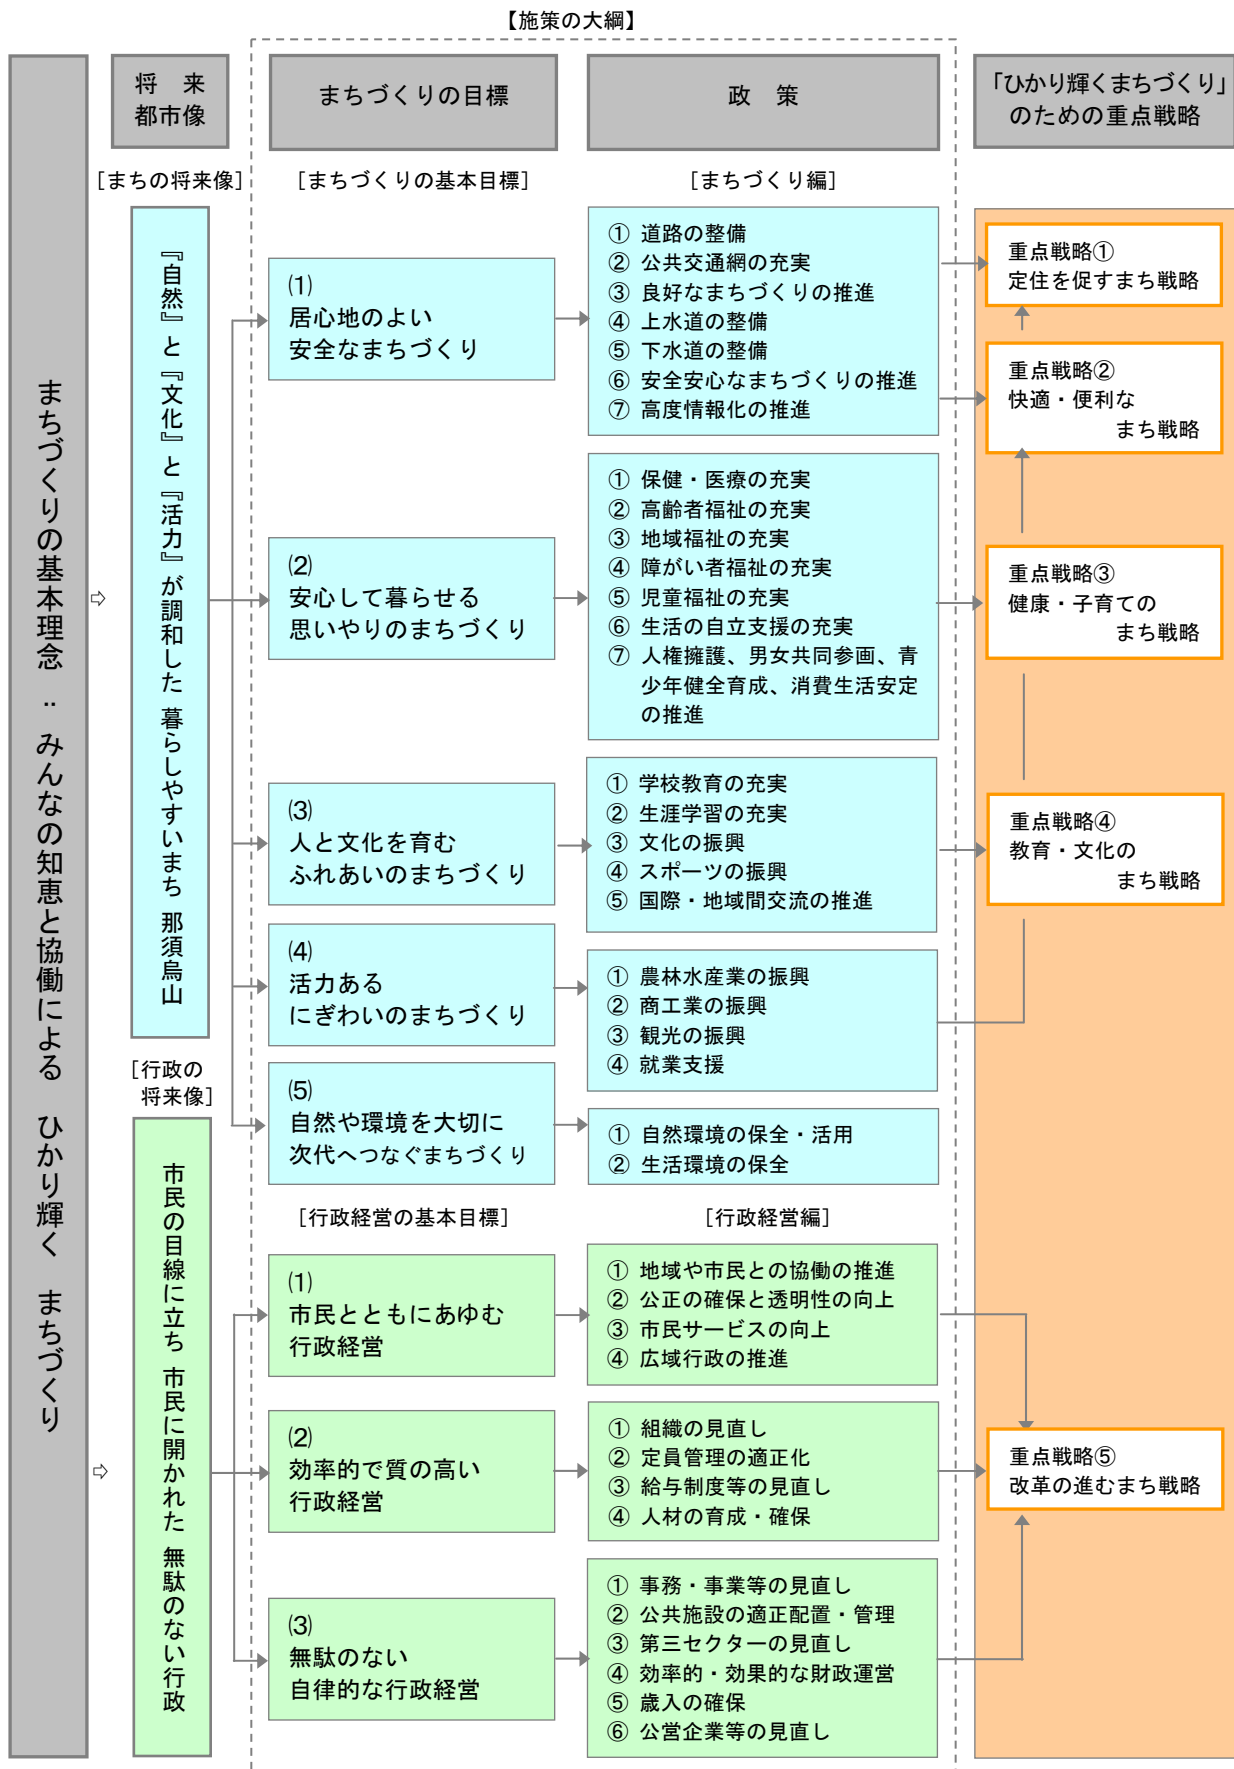 【施策の大綱】
将　来
都市像
まちづくりの目標
政　策
「ひかり輝くまちづくり」
のための重点戦略
まちづくりの基本理念：みんなの知恵と協働による　ひかり輝く　まちづくり
⇨
⇨
［まちの将来像］
『自然』と『文化』と『活力』が調和した 暮らしやすいまち 那須烏山
［行政の
将来像］
市民の目線に立ち 市民に開かれた 無駄のない行政
［まちづくりの基本目標］
［まちづくり編］
(1)
居心地のよい
安全なまちづくり
① 道路の整備
② 公共交通網の充実
③ 良好なまちづくりの推進
④ 上水道の整備
⑤ 下水道の整備
⑥ 安全安心なまちづくりの推進
⑦ 高度情報化の推進
(2)
安心して暮らせる
思いやりのまちづくり
① 保健・医療の充実
② 高齢者福祉の充実
③ 地域福祉の充実
④ 障がい者福祉の充実
⑤ 児童福祉の充実
⑥ 生活の自立支援の充実
⑦ 人権擁護、男女共同参画、青
少年健全育成、消費生活安定
の推進
(3)
人と文化を育む
ふれあいのまちづくり
① 学校教育の充実
② 生涯学習の充実
③ 文化の振興
④ スポーツの振興
⑤ 国際・地域間交流の推進
(4)
活力ある
にぎわいのまちづくり
① 農林水産業の振興
② 商工業の振興
③ 観光の振興
④ 就業支援
(5)
自然や環境を大切に
次代へつなぐまちづくり
① 自然環境の保全・活用
② 生活環境の保全
［行政経営の基本目標］
［行政経営編］
(1)
市民とともにあゆむ
行政経営
① 地域や市民との協働の推進
② 公正の確保と透明性の向上
③ 市民サービスの向上
④ 広域行政の推進
(2)
効率的で質の高い
行政経営
① 組織の見直し
② 定員管理の適正化
③ 給与制度等の見直し
④ 人材の育成・確保
(3)
無駄のない
自律的な行政経営
① 事務・事業等の見直し
② 公共施設の適正配置・管理
③ 第三セクターの見直し
④ 効率的・効果的な財政運営
⑤ 歳入の確保
⑥ 公営企業等の見直し
重点戦略①
定住を促すまち戦略
重点戦略②
快適・便利な
まち戦略
重点戦略③
健康・子育ての
まち戦略
重点戦略④
教育・文化の
まち戦略
重点戦略⑤
改革の進むまち戦略